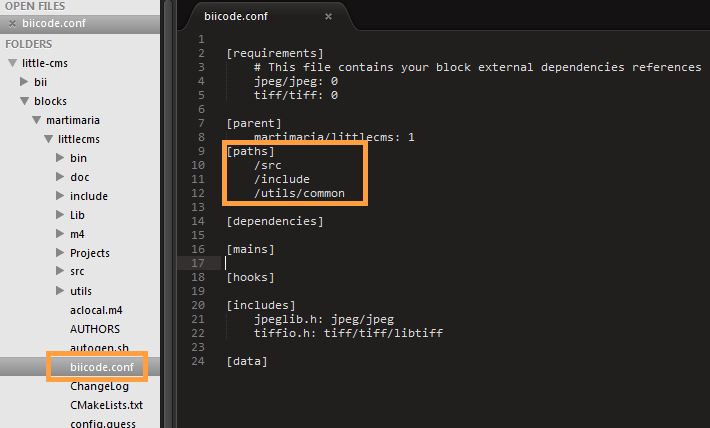 OPEN FILES
biicode.conf
FOLDERS
little-cms
bii
blocks
martimaria
littlecms
bin
doc
include
Lib
m4
Projects
src
utils
aclocal.m4
AUTHORS
autogen.sh
biicode.conf
ChangeLog
CMakeLists.txt
config.guess
biicode.conf
1
2 [requirements]
3 # This file contains your block external dependencies references
4 jpeg/jpeg: 0
5 tiff/tiff: 0
6
7 [parent]
8 martimaria/littlecms: 1
9 [paths]
10 /src
11 /include
12 /utils/common
13
14 [dependencies]
15
16 [mains]
17
18 [hooks]
19
20 [includes]
21 jpeglib.h: jpeg/jpeg
22 tiffio.h: tiff/tiff/libtiff
23
24 [data]